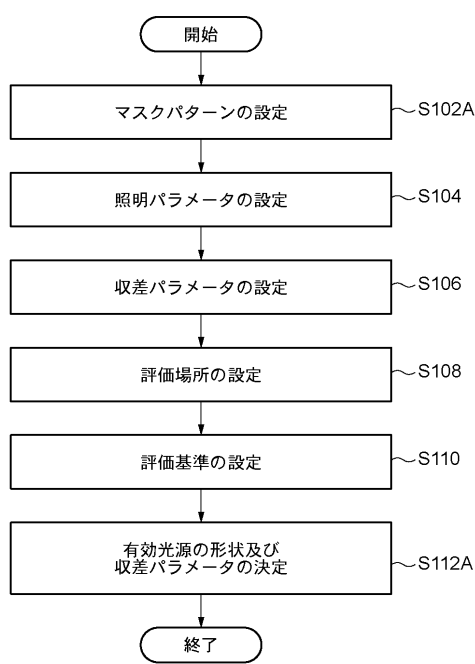 開始
マスクパターンの設定
S102A
照明パラメータの設定
S104
収差パラメータの設定
S106
評価場所の設定
S108
評価基準の設定
S110
有効光源の形状及び
収差パラメータの決定
S112A
終了